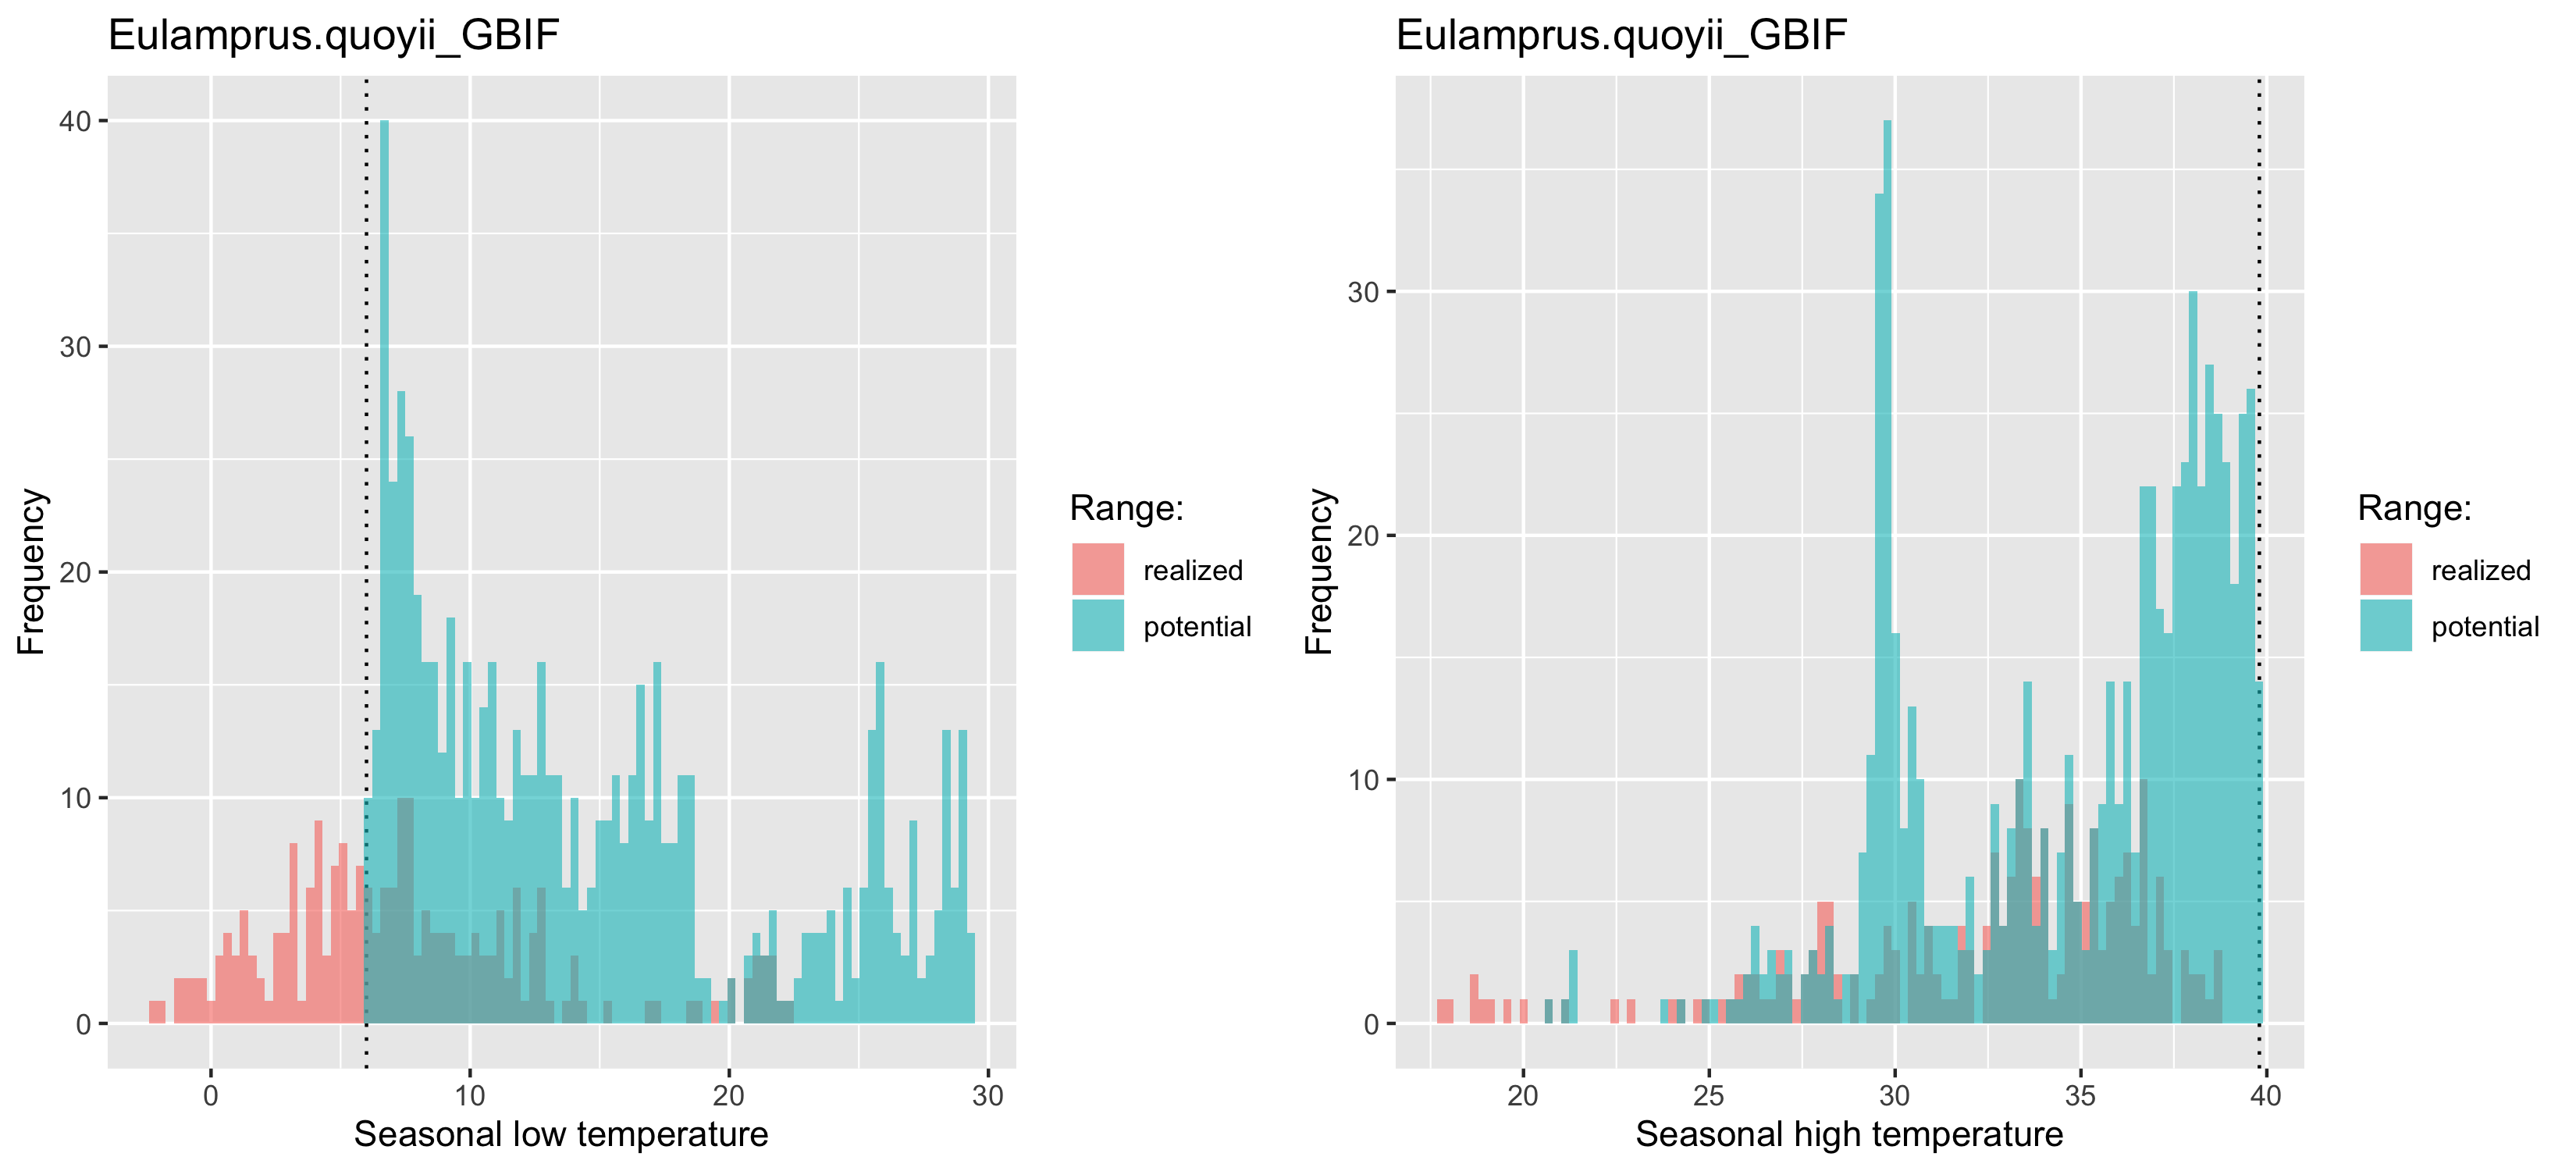 Eulamprus.quoyii_GBIF
40
30
20
10
0
Frequency
0 10 20 30
Seasonal low temperature
Range:
realized
potential
Eulamprus.quoyii_GBIF
30
20
10
0
Frequency
20 25 30 35 40
Seasonal high temperature
Range:
realized
potential